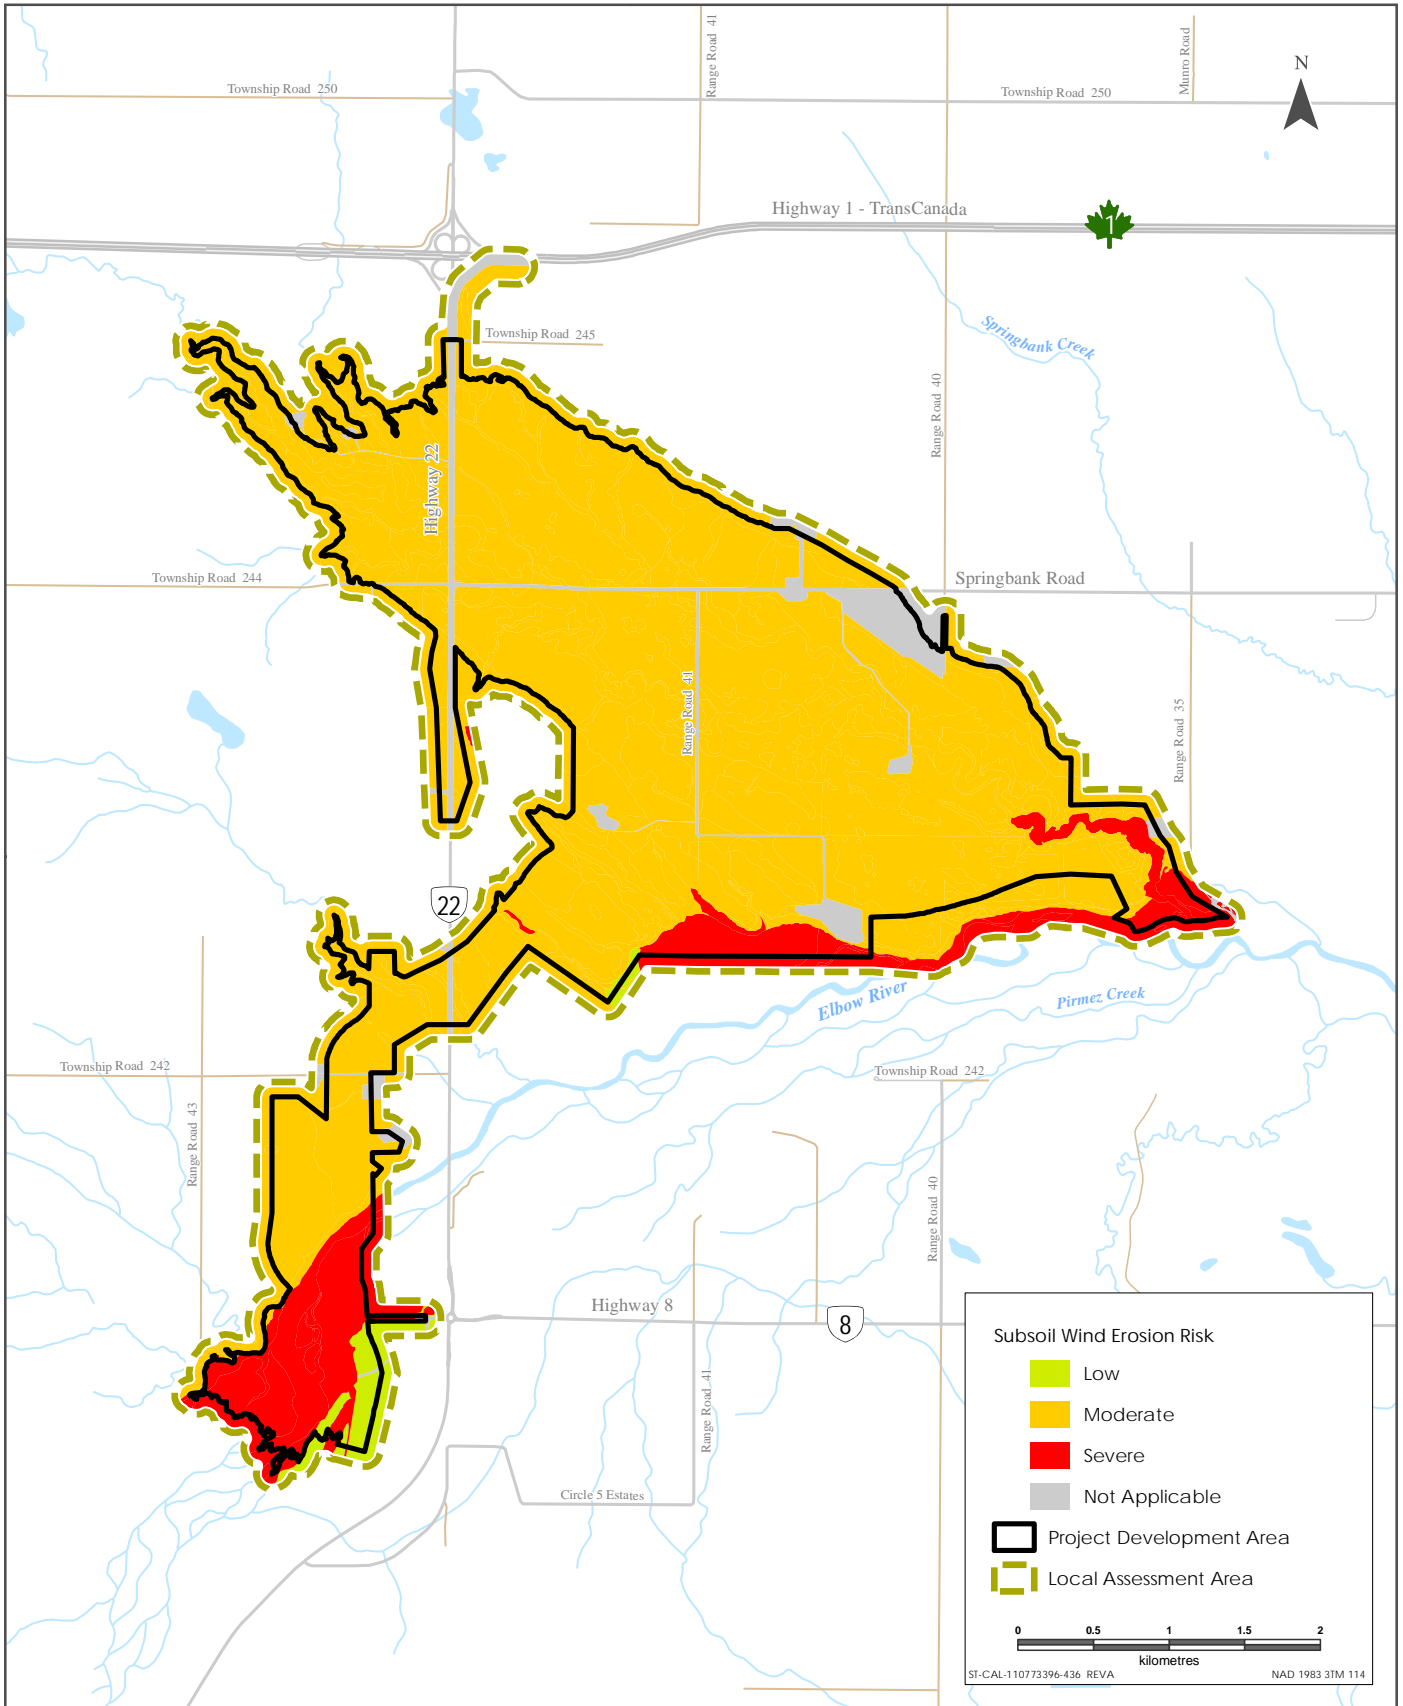 Range Road 41
Munro Road
N
Township Road 250
Township Road 250
Highway 1 - TransCanada
1
Springbank Creek
Township Road 245
Range Road 40
Highway 22
Township Road 244
Springbank Road
Range Road 41
Range Road 35
22
Elbow River
Pirmez Creek
Township Road 242
Township Road 242
Range Road 43
Range Road 40
Highway 8
8
Range Road 41
Circle 5 Estates
Subsoil Wind Erosion Risk
Low
Moderate
Severe
Not Applicable
Project Development Area
Local Assessment Area
0 0.5 1 1.5 2
kilometres
ST-CAL-110773396-436 REVA NAD 1983 3TM 114